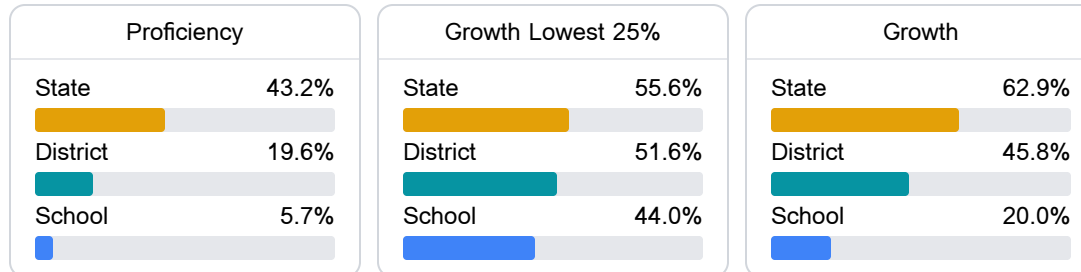 Proficiency
State 43.2%
District 19.6%
School 5.7%
Growth Lowest 25%
State 55.6%
District 51.6%
School 44.0%
Growth
State 62.9%
District 45.8%
School 20.0%